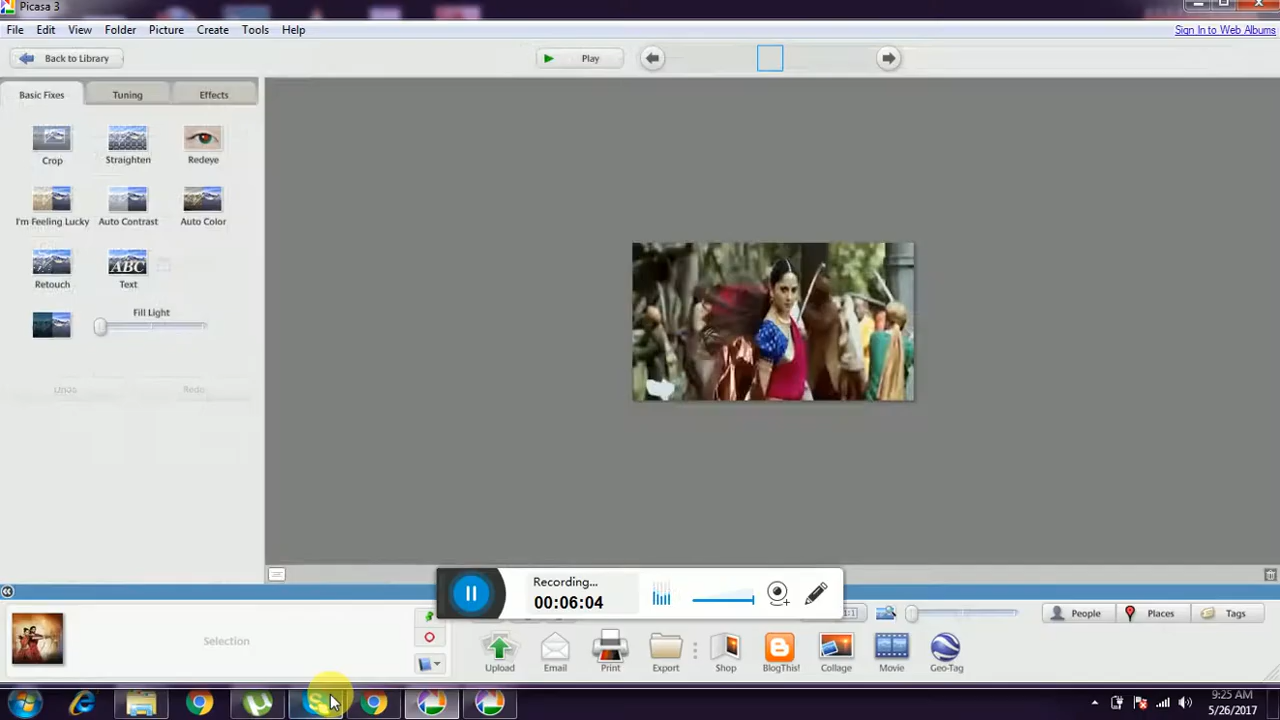 Picasa 3
File Edit View Folder Picture Create Tools Help
Sign In to Web Albums
Back to Library
Play
Basic Fixes Tuning Effects
Crop Straighten Redeye
I'm Feeling Lucky Auto Contrast Auto Color
ABC
Retouch Text
Fill Light
Undo Redo
Recording...
00:06:04
1:1
People Places Tags
Selection
Upload Email Print Export Shop BlogThis! Collage Movie Geo-Tag
9:25 AM
5/26/2017